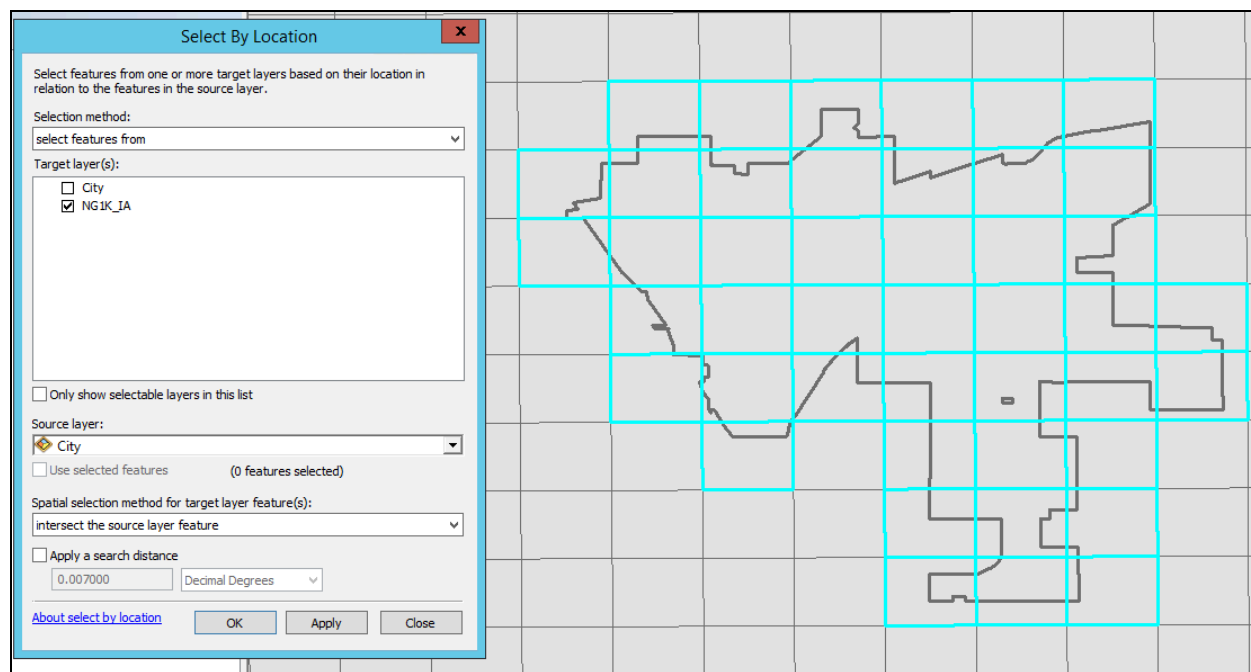 Select By Location
x
Select features from one or more target layers based on their location in
relation to the features in the source layer.
Selection method:
select features from
Target layer(s):
City
NG1K_IA
Only show selectable layers in this list
Source layer:
City
Use selected features (0 features selected)
Spatial selection method for target layer feature(s):
intersect the source layer feature
Apply a search distance
0.007000 Decimal Degrees
About select by location OK Apply Close